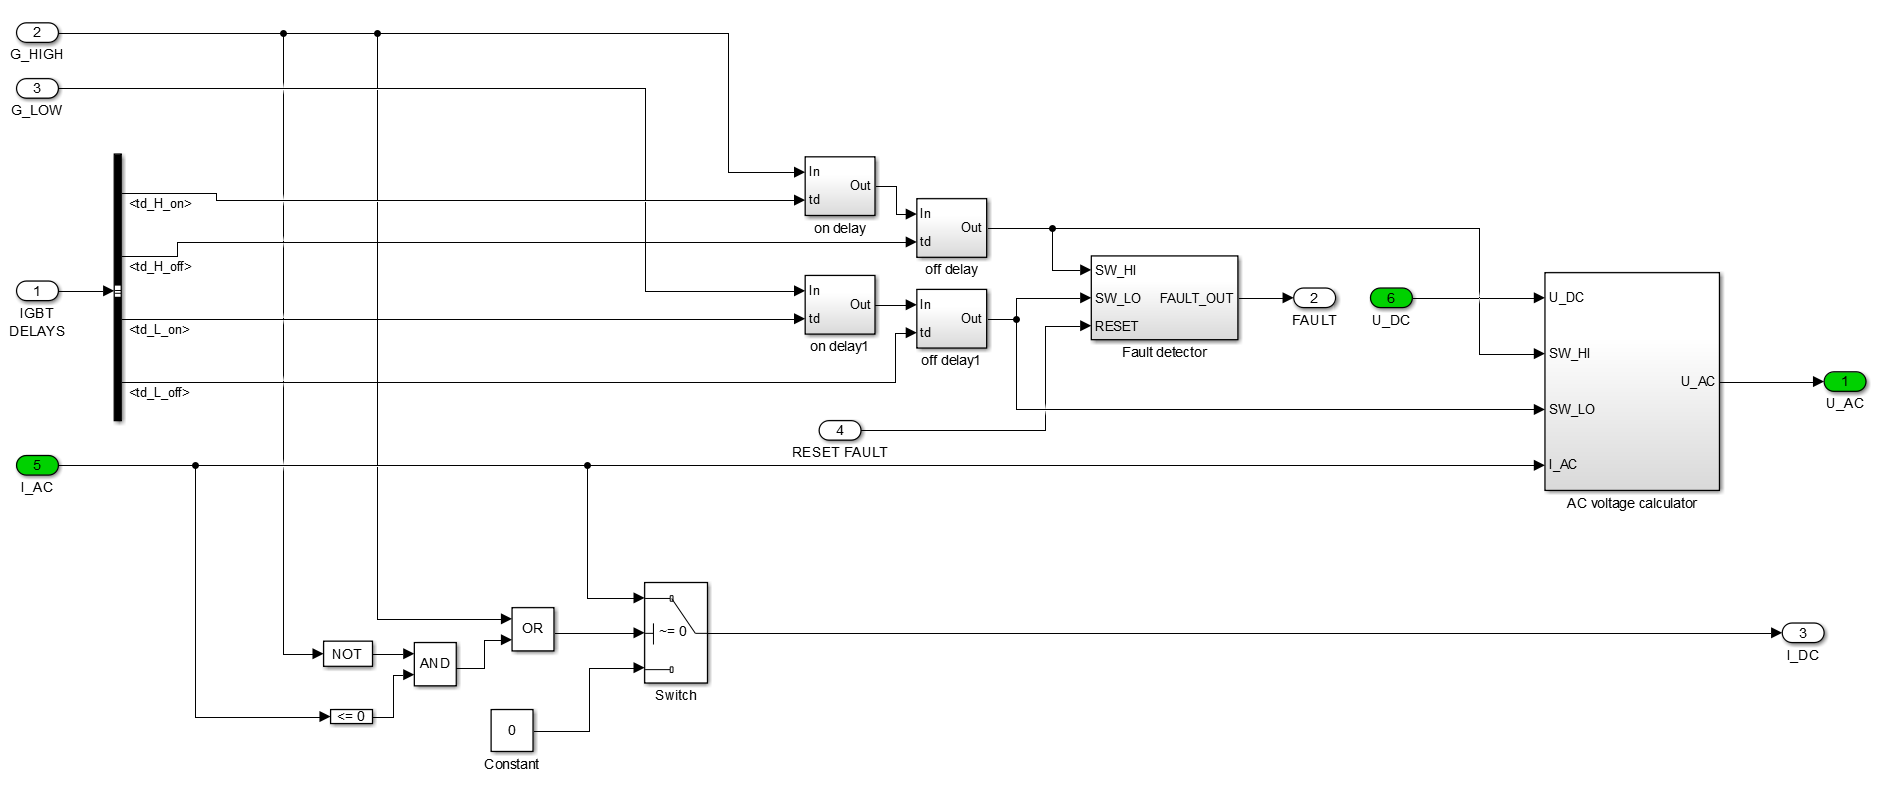 2
G_HIGH
3
G_LOW
<td_H_on>
<td_H_off>
1
IGBT
DELAYS
<td_L_on>
<td_L_off>
5
I_AC
In
Out
td
on delay
In
Out
td
off delay
In
Out
td
on delay1
In
Out
td
off delay1
SW_HI
SW_LO
FAULT_OUT
RESET
Fault detector
2
FAULT
4
RESET FAULT
6
U_DC
U_DC
SW_HI
U_AC
SW_LO
I_AC
AC voltage calculator
1
U_AC
NOT
AND
<= 0
OR
~= 0
Switch
0
Constant
3
I_DC